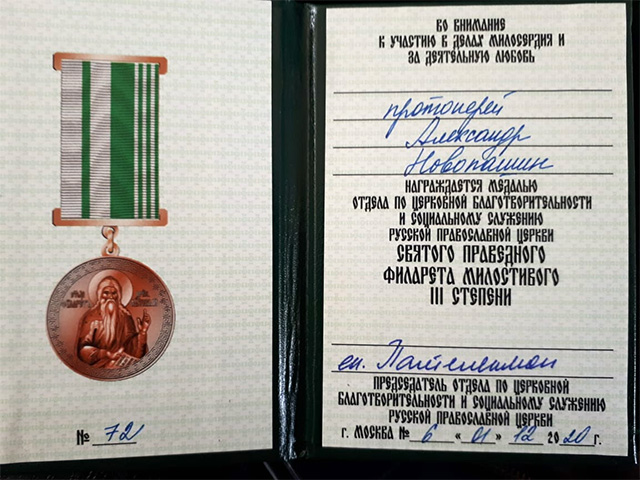 № 72
ВО ВНИМАНИЕ
К УЧАСТИЮ В ДЕЛАХ МИЛОСЕРДИЯ И
ЗА ДЕЯТЕЛЬНУЮ ЛЮБОВЬ
протоиерей
Александр
Новопашин
НАГРАЖДАЕТСЯ МЕДАЛЬЮ
ОТДЕЛА ПО ЦЕРКОВНОЙ БЛАГОТВОРИТЕЛЬНОСТИ
И СОЦИАЛЬНОМУ СЛУЖЕНИЮ
РУССКОЙ ПРАВОСЛАВНОЙ ЦЕРКВИ
СВЯТОГО ПРАВЕДНОГО
ФИЛАРЕТА МИЛОСТИВОГО
III СТЕПЕНИ
еп. Пантелеимон
ПРЕДСЕДАТЕЛЬ ОТДЕЛА ПО ЦЕРКОВНОЙ
БЛАГОТВОРИТЕЛЬНОСТИ И СОЦИАЛЬНОМУ СЛУЖЕНИЮ
РУССКОЙ ПРАВОСЛАВНОЙ ЦЕРКВИ
Г. МОСКВА № 6 « 01 » 12 2020 Г.